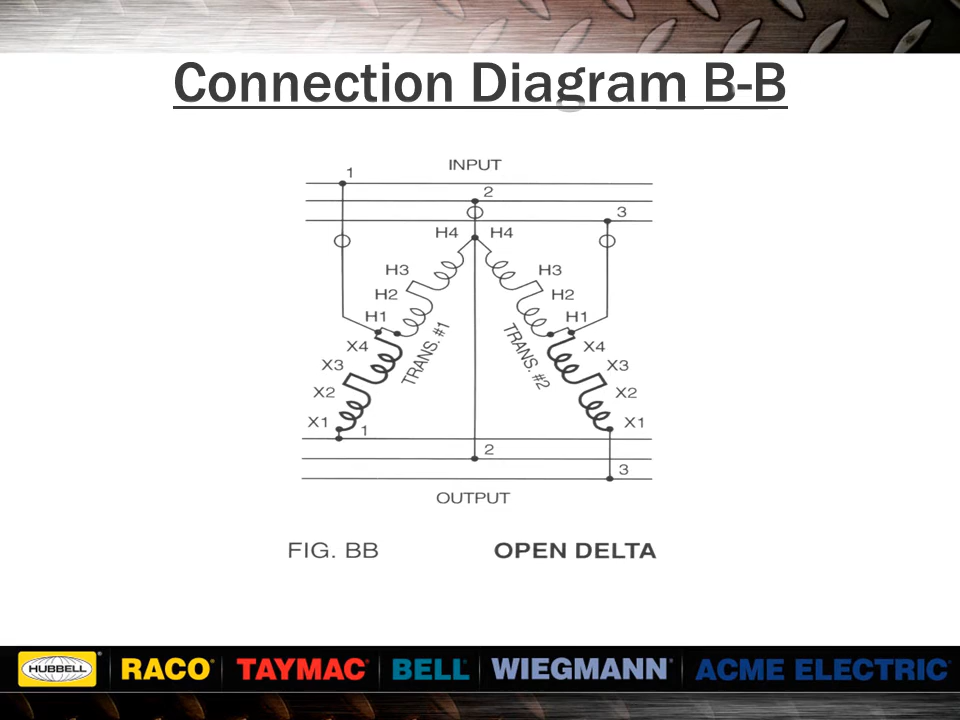 Connection Diagram B-B
INPUT
1
2
3
H4 H4
H3 H3
H2 H2
H1 H1
TRANS. #1 TRANS. #2
X4 X4
X3 X3
X2 X2
X1 X1
1
2
3
OUTPUT
FIG. BB OPEN DELTA
HUBBELL RACO® TAYMAC® BELL® WIEGMANN® ACME ELECTRIC®